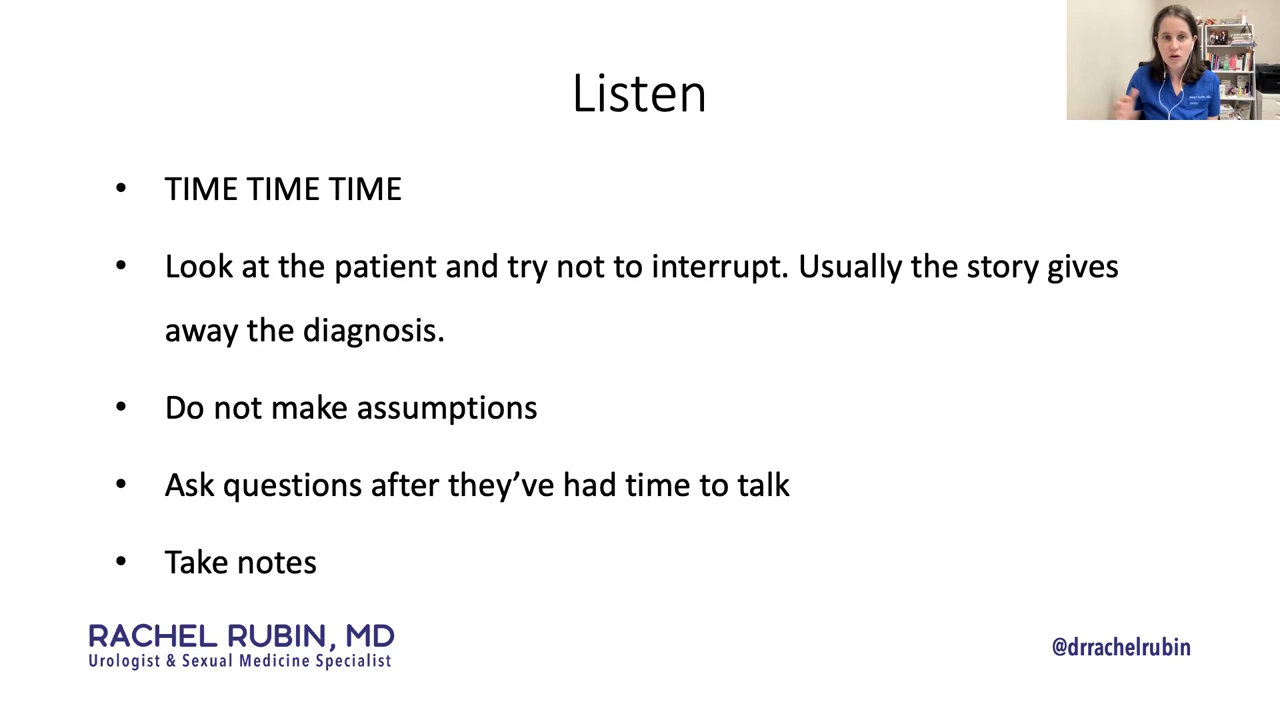 Listen
• TIME TIME TIME
• Look at the patient and try not to interrupt. Usually the story gives
away the diagnosis.
• Do not make assumptions
• Ask questions after they’ve had time to talk
• Take notes
RACHEL RUBIN, MD
Urologist & Sexual Medicine Specialist
@drrachelrubin